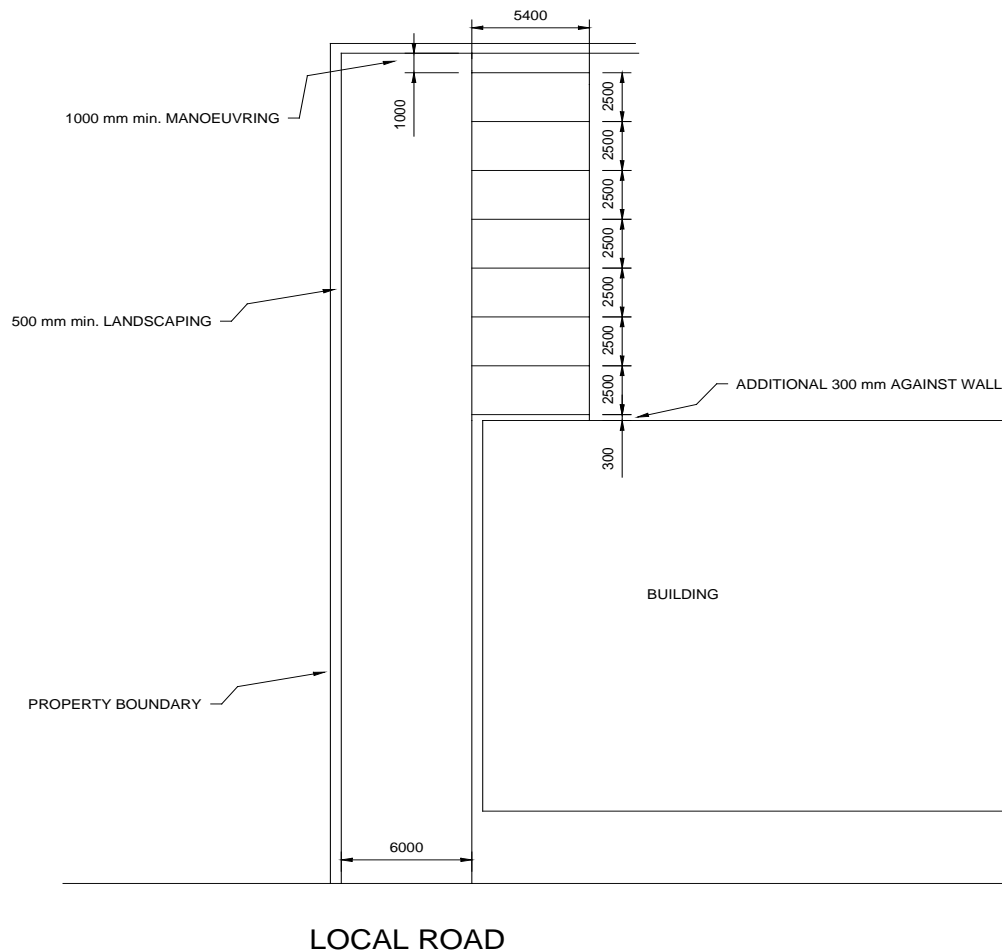 5400
1000 mm min. MANOEUVRING
1000
2500
2500
2500
2500
2500
2500
2500
500 mm min. LANDSCAPING
ADDITIONAL 300 mm AGAINST WALL
300
BUILDING
PROPERTY BOUNDARY
6000
LOCAL ROAD